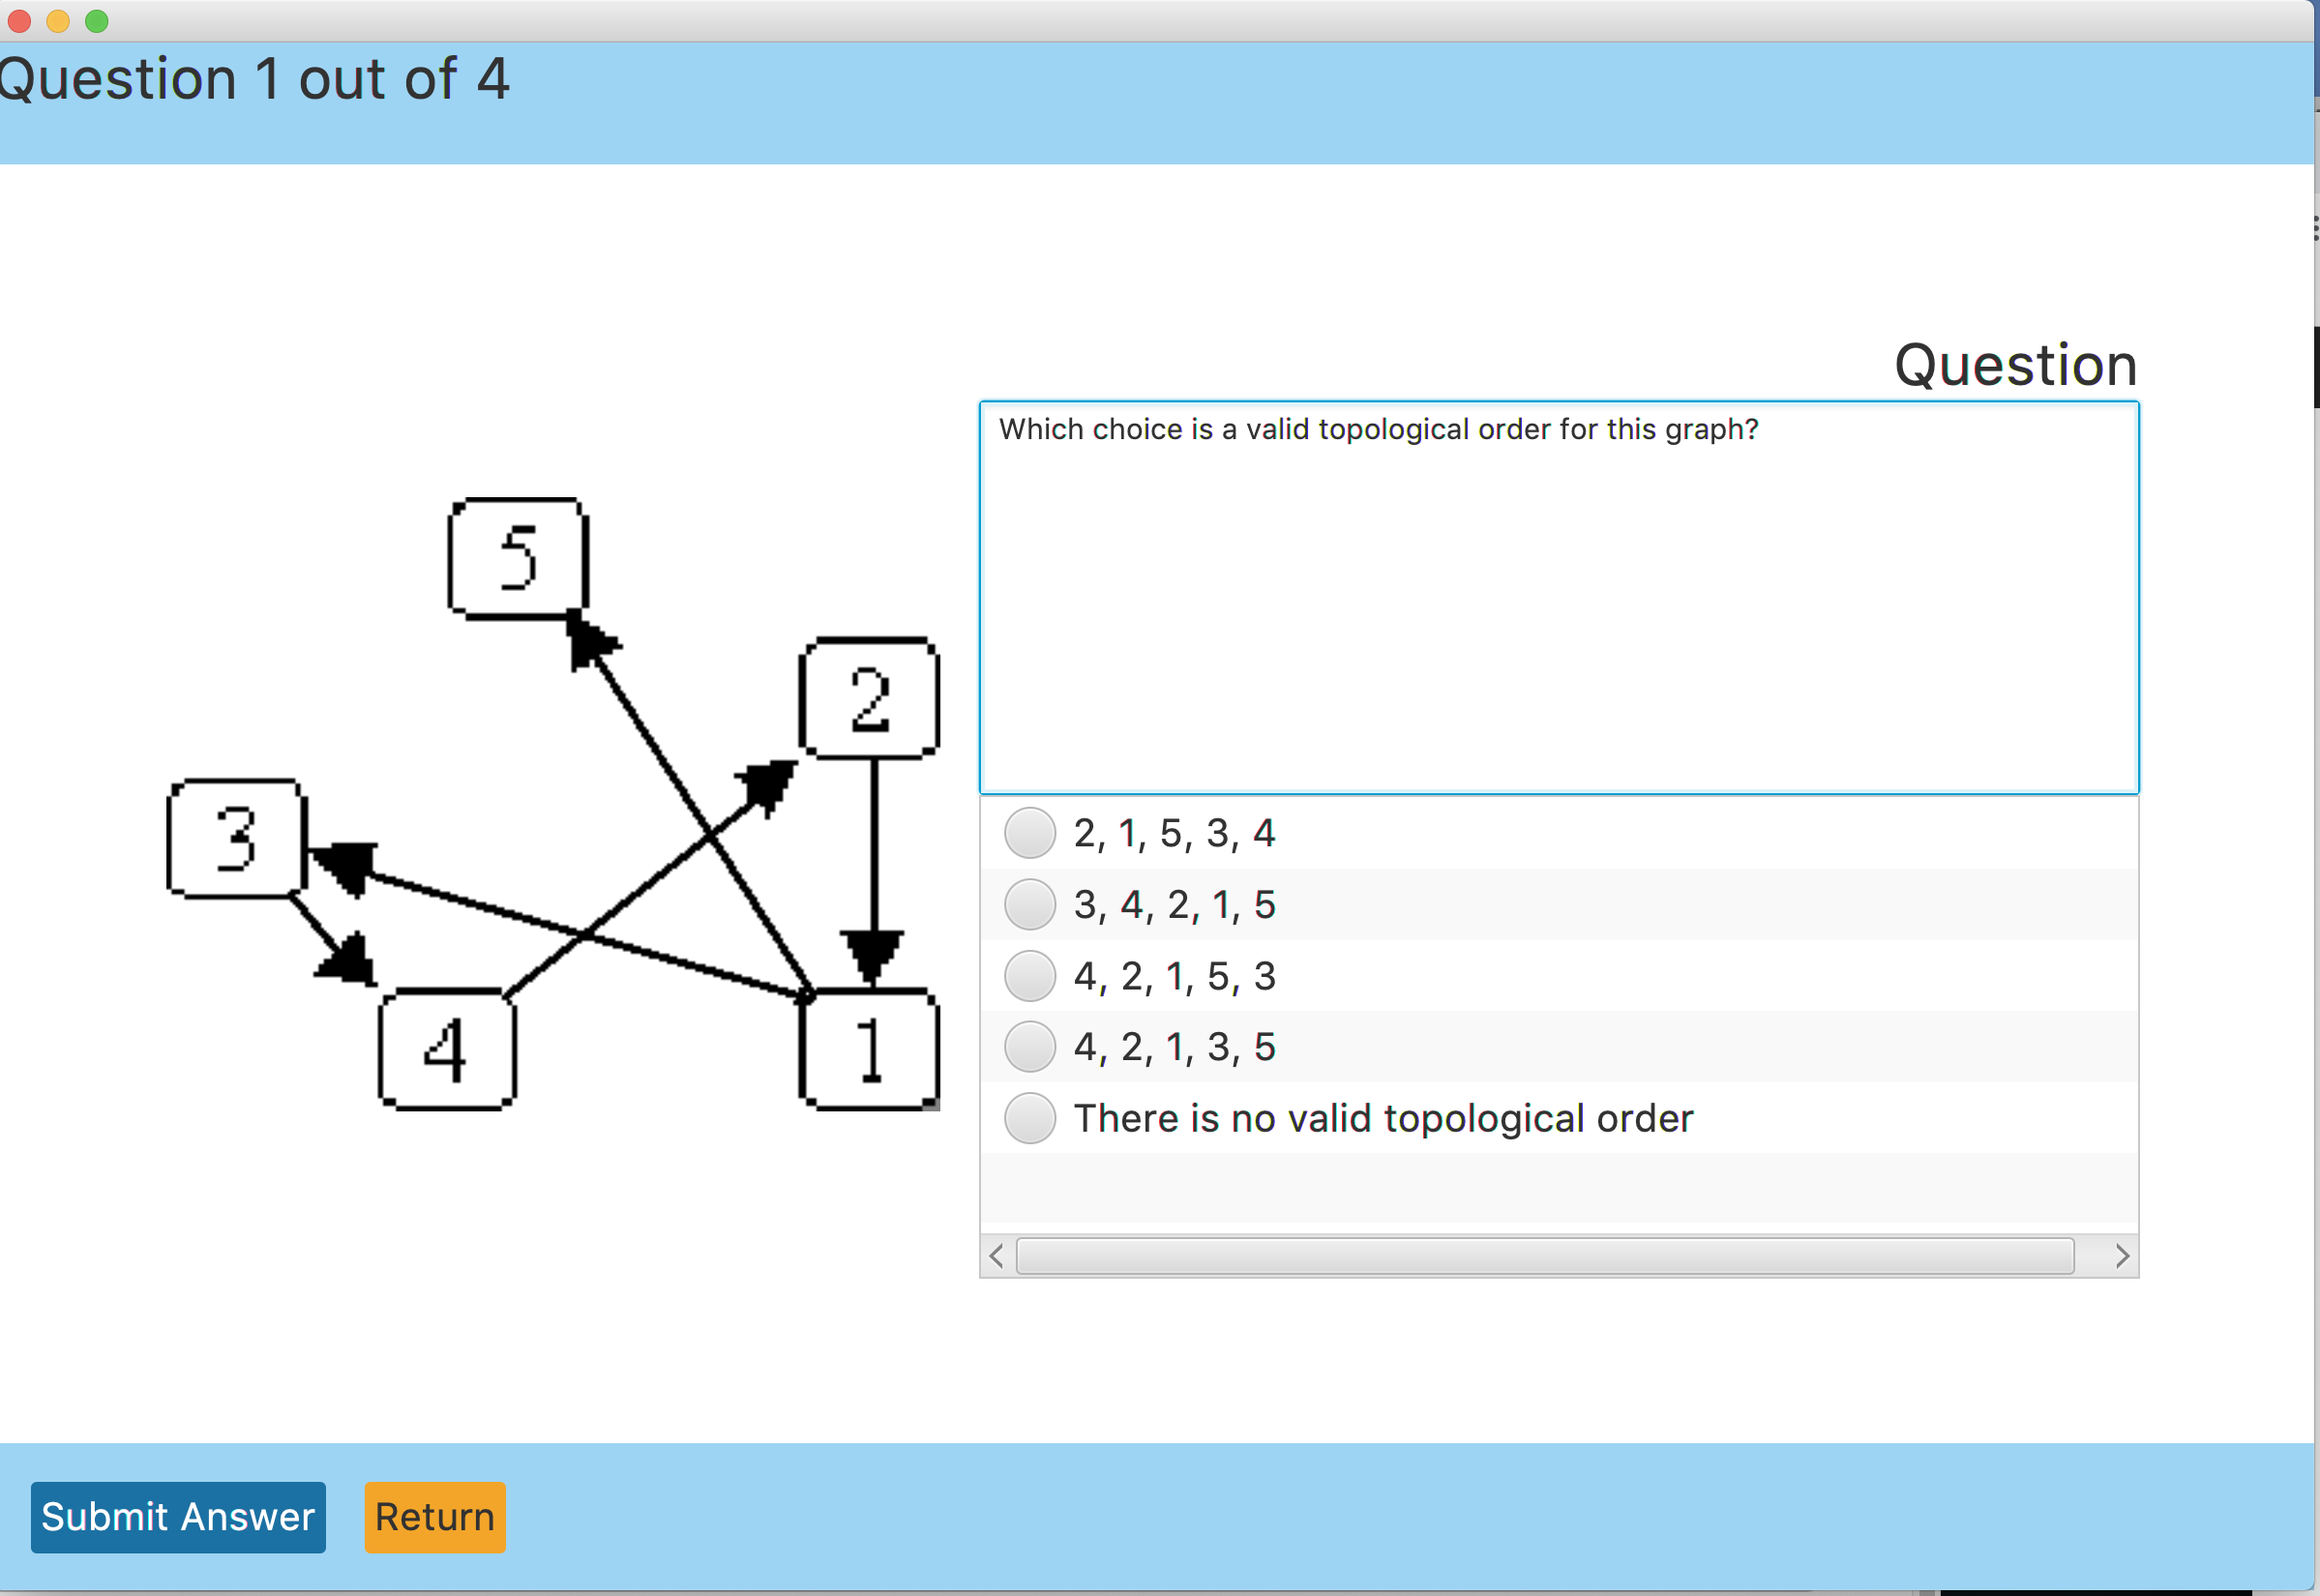 Question 1 out of 4
Question
Which choice is a valid topological order for this graph?
5
2
3
4
1
2, 1, 5, 3, 4
3, 4, 2, 1, 5
4, 2, 1, 5, 3
4, 2, 1, 3, 5
There is no valid topological order
Submit Answer
Return